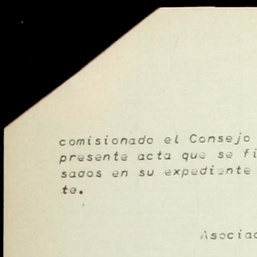 comisionado el Consejo
presente acta que se fi
sados en su expediente
te.
Asociac